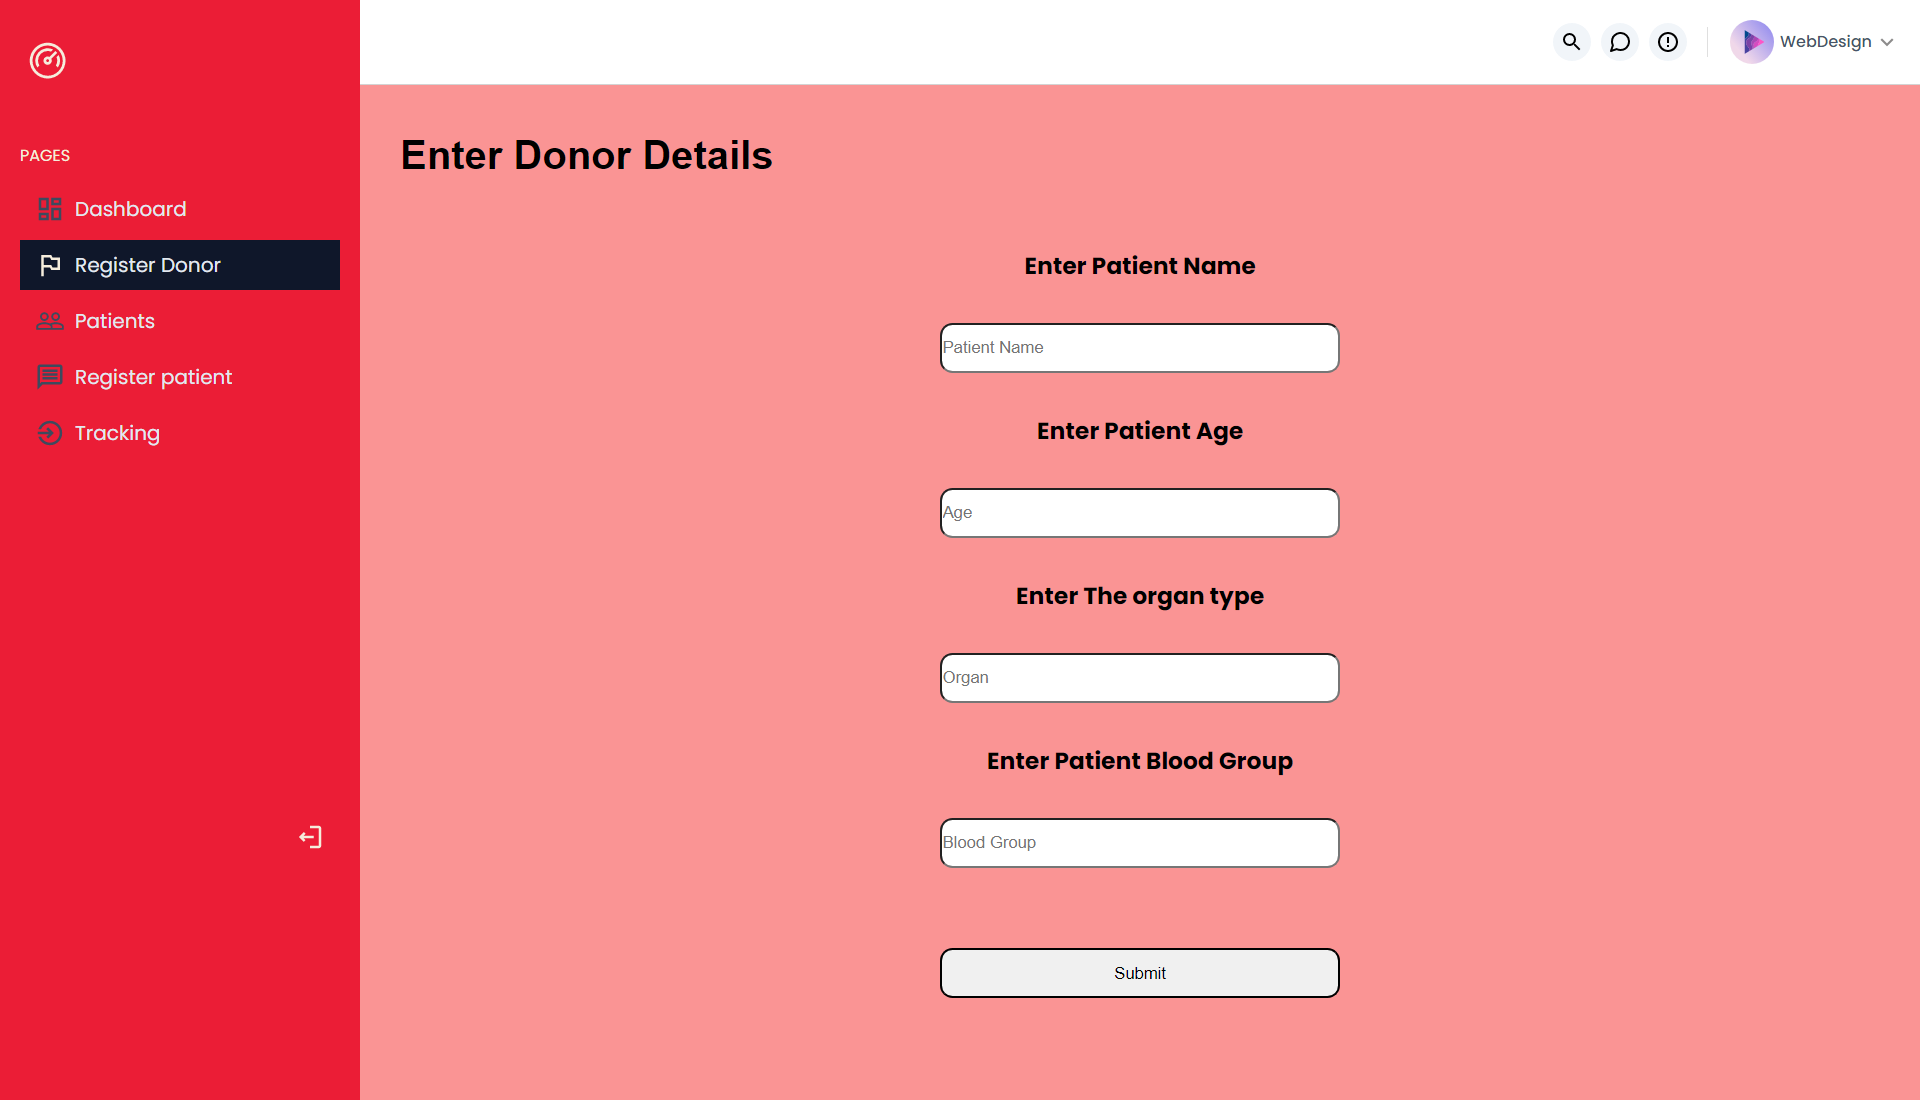 WebDesign
PAGES
Dashboard
Register Donor
Patients
Register patient
Tracking
Enter Donor Details
Enter Patient Name
Patient Name
Enter Patient Age
Age
Enter The organ type
Organ
Enter Patient Blood Group
Blood Group
Submit